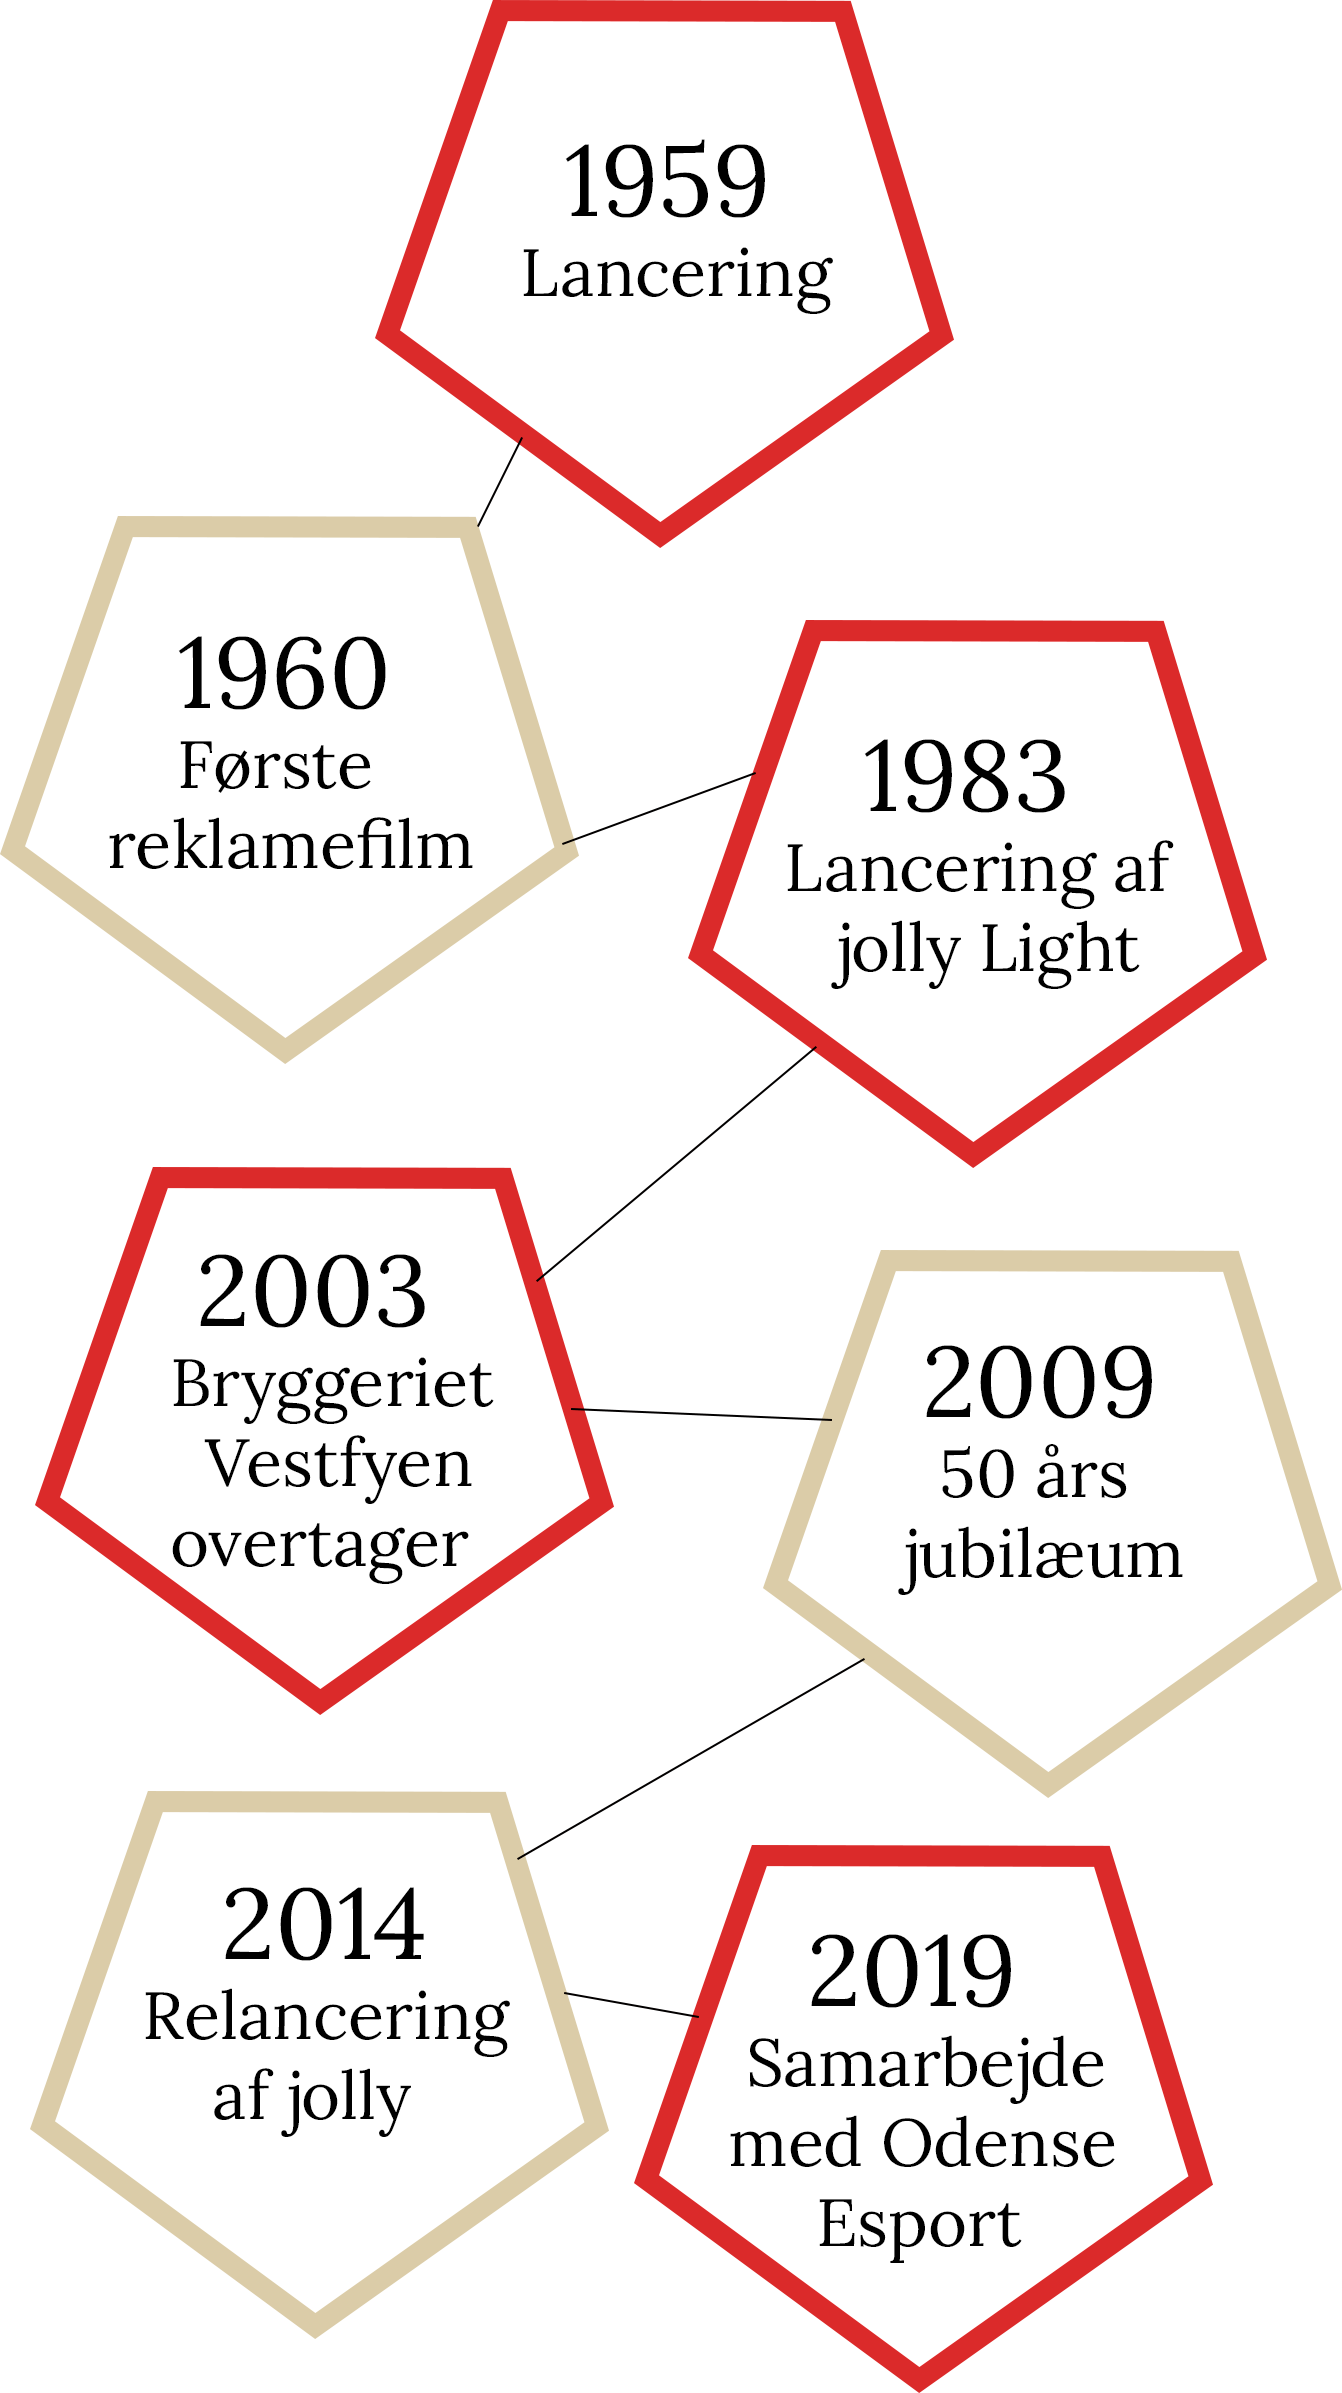 1959
Lancering
1960
Første
reklamefilm
1983
Lancering af
jolly Light
2003
Bryggeriet
Vestfyen
overtager
2009
50 års
jubilæum
2014
Relancering
af jolly
2019
Samarbejde
med Odense
Esport